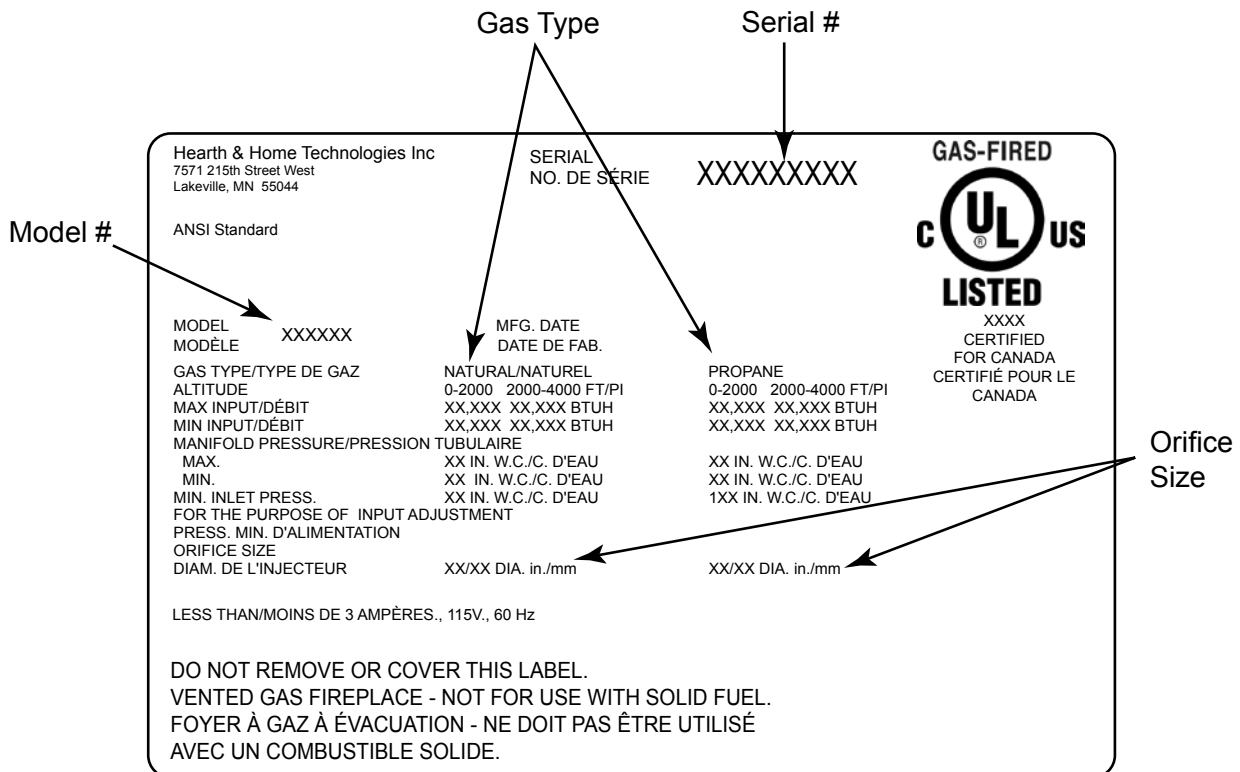 Gas Type
Serial #
Hearth & Home Technologies Inc
7571 215th Street West
Lakeville, MN 55044
SERIAL
NO. DE SÉRIE
XXXXXXXXX
GAS-FIRED
C UL ® US
LISTED
XXXX
CERTIFIED
FOR CANADA
CERTIFIÉ POUR LE
CANADA
Model #
ANSI Standard
MODEL
MODÈLE
XXXXXX
MFG. DATE
DATE DE FAB.
GAS TYPE/TYPE DE GAZ NATURAL/NATUREL PROPANE
ALTITUDE 0-2000 2000-4000 FT/PI 0-2000 2000-4000 FT/PI
MAX INPUT/DÉBIT XX,XXX XX,XXX BTUH XX,XXX XX,XXX BTUH
MIN INPUT/DÉBIT XX,XXX XX,XXX BTUH XX,XXX XX,XXX BTUH
MANIFOLD PRESSURE/PRESSION TUBULAIRE
MAX. XX IN. W.C./C. D'EAU XX IN. W.C./C. D'EAU
MIN. XX IN. W.C./C. D'EAU XX IN. W.C./C. D'EAU
MIN. INLET PRESS. XX IN. W.C./C. D'EAU 1XX IN. W.C./C. D'EAU
FOR THE PURPOSE OF INPUT ADJUSTMENT
PRESS. MIN. D'ALIMENTATION
ORIFICE SIZE
DIAM. DE L'INJECTEUR XX/XX DIA. in./mm XX/XX DIA. in./mm
Orifice
Size
LESS THAN/MOINS DE 3 AMPÈRES., 115V., 60 Hz
DO NOT REMOVE OR COVER THIS LABEL.
VENTED GAS FIREPLACE - NOT FOR USE WITH SOLID FUEL.
FOYER À GAZ À ÉVACUATION - NE DOIT PAS ÊTRE UTILISÉ
AVEC UN COMBUSTIBLE SOLIDE.